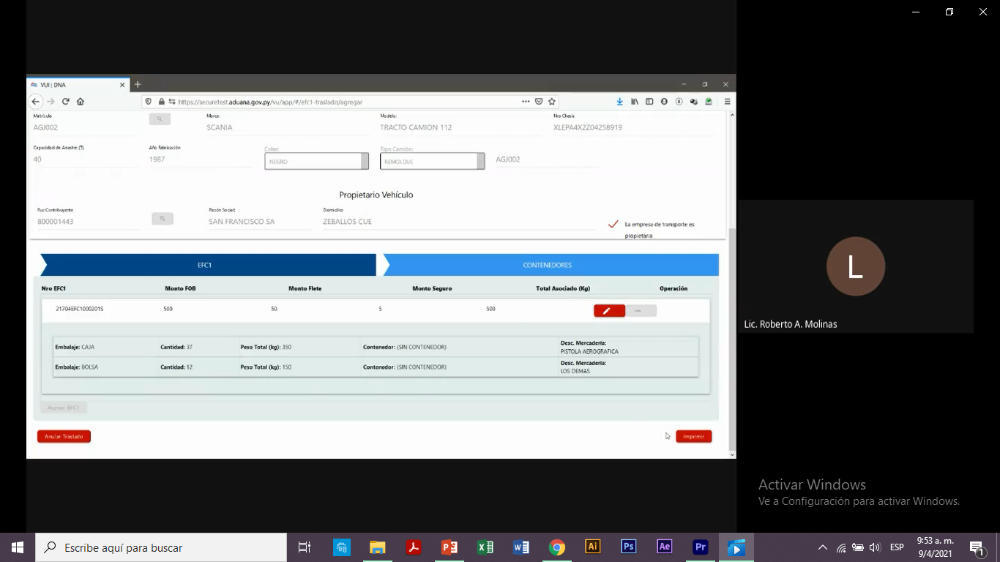 VUI | DNA
https://securetest.aduana.gov.py/vu/app/#/efc1-traslado/agregar
Matrícula
Marca:
Modelo:
Nro Chasis
AGJ002
SCANIA
TRACTO CAMION 112
XLEPA4X2Z04258919
Capacidad de Arrastre (T)
Año Fabricación
Color:
Tipo Camión:
40
1987
NEGRO
REMOLQUE
AGJ002
Propietario Vehículo
Ruc Contribuyente
Razón Social:
Domicilio:
800001443
SAN FRANCISCO SA
ZEBALLOS CUE
La empresa de transporte es
propietaria
EFC1
CONTENEDORES
Nro EFC1
Monto FOB
Monto Flete
Monto Seguro
Total Asociado (Kg)
Operación
21704EFC1000201S
500
50
5
500
Embalaje: CAJA
Cantidad: 37
Peso Total (kg): 350
Contenedor: (SIN CONTENEDOR)
Desc. Mercadería:
PISTOLA AEROGRAFICA
Embalaje: BOLSA
Cantidad: 12
Peso Total (kg): 150
Contenedor: (SIN CONTENEDOR)
Desc. Mercadería:
LOS DEMAS
Asociar EFC1
Anular Traslado
Imprimir
L
Lic. Roberto A. Molinas
Activar Windows
Ve a Configuración para activar Windows.
Escribe aquí para buscar
Ai
Ps
Ae
Pr
ESP
9:53 a. m.
9/4/2021
1